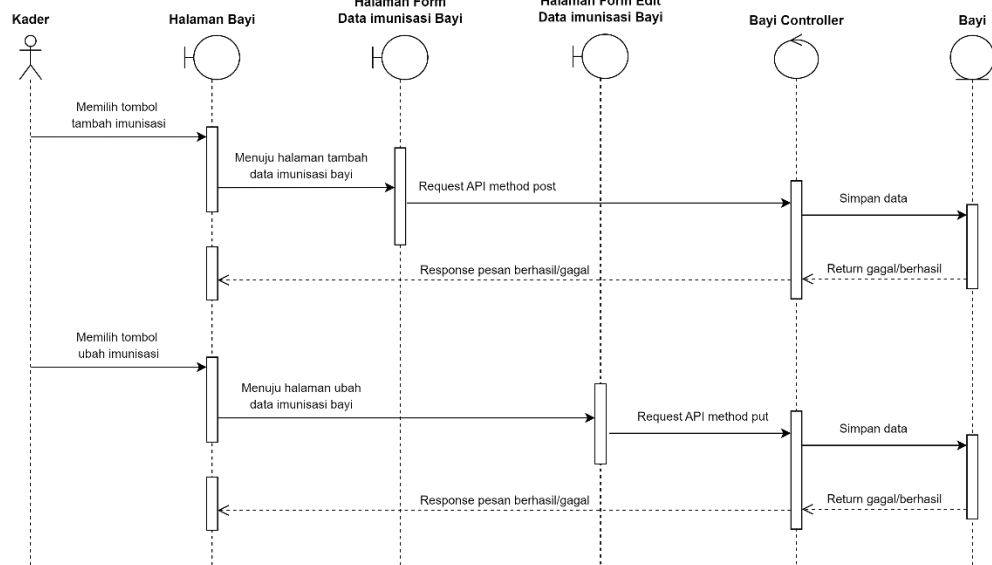 Kader
Halaman Bayi
Halaman Form
Data imunisasi Bayi
Halaman Form Edit
Data imunisasi Bayi
Bayi Controller
Bayi
Memilih tombol
tambah imunisasi
Menuju halaman tambah
data imunisasi bayi
Request API method post
Simpan data
Response pesan berhasil/gagal
Return gagal/berhasil
Memilih tombol
ubah imunisasi
Menuju halaman ubah
data imunisasi bayi
Request API method put
Simpan data
Response pesan berhasil/gagal
Return gagal/berhasil